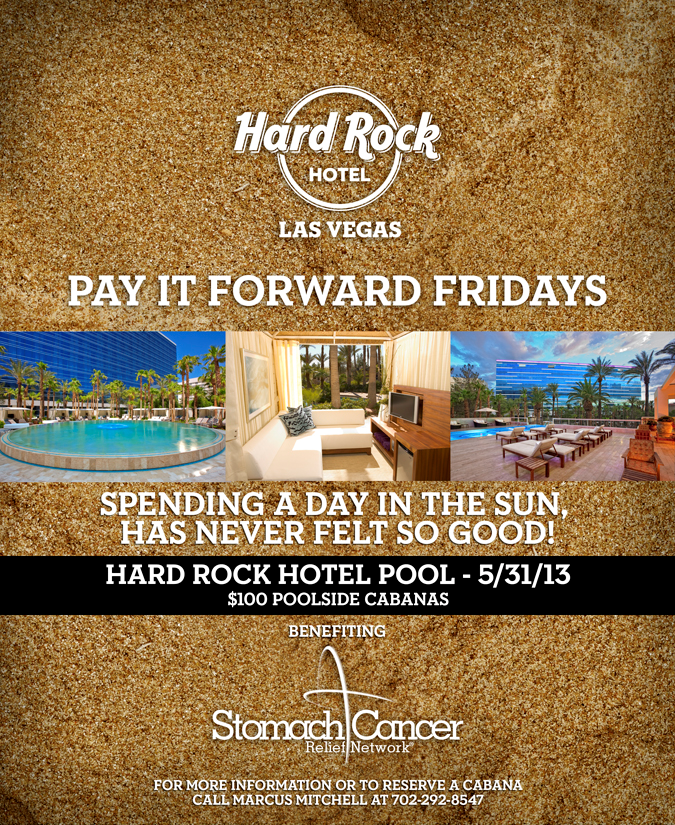 Hard Rock
HOTEL
LAS VEGAS
PAY IT FORWARD FRIDAYS
SPENDING A DAY IN THE SUN,
HAS NEVER FELT SO GOOD!
HARD ROCK HOTEL POOL - 5/31/13
$100 POOLSIDE CABANAS
BENEFITING
Stomach Cancer
Relief Network
FOR MORE INFORMATION OR TO RESERVE A CABANA
CALL MARCUS MITCHELL AT 702-292-8547